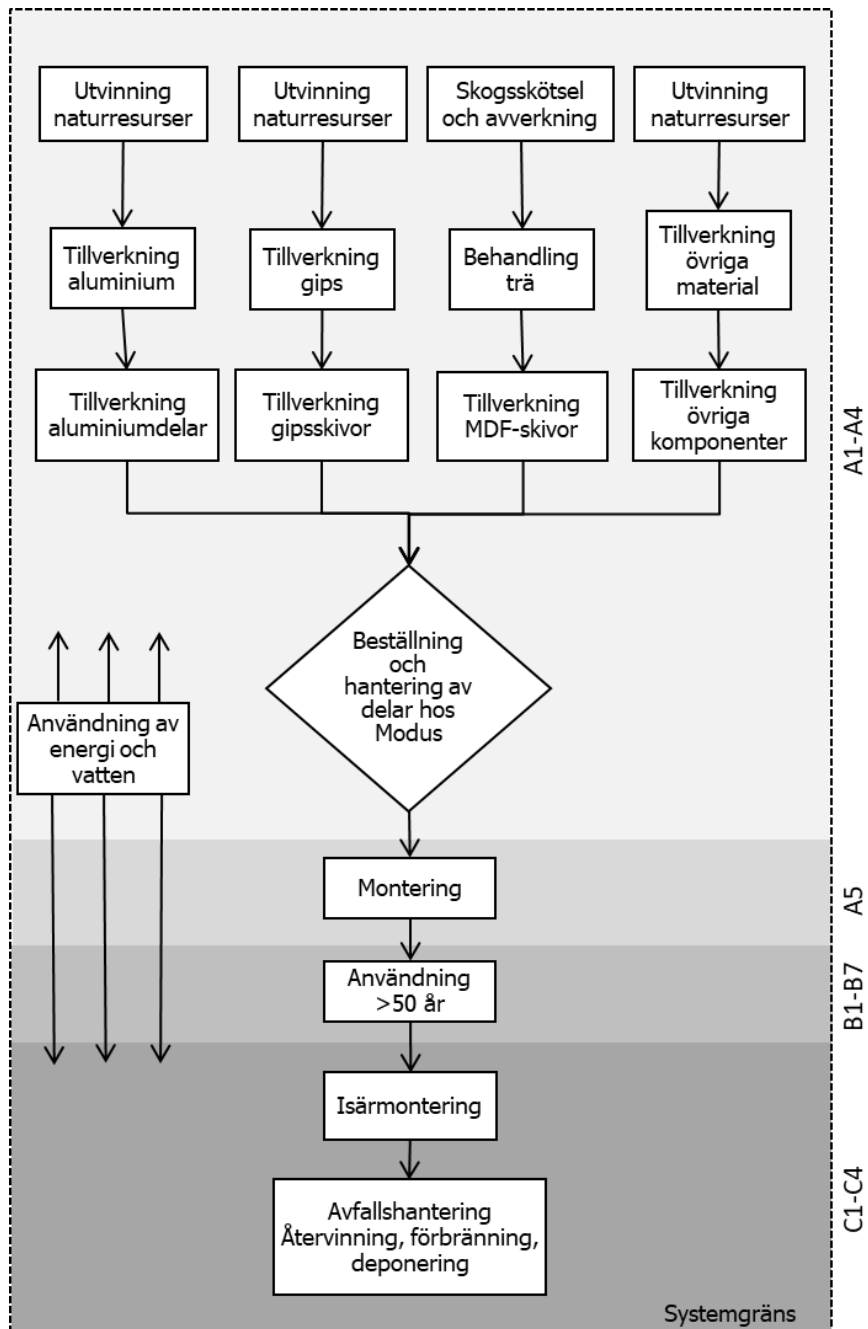 Utvinning
naturresurser
Utvinning
naturresurser
Skogsskötsel
och avverkning
Utvinning
naturresurser
Tillverkning
aluminium
Tillverkning
gips
Behandling
trä
Tillverkning
övriga
material
Tillverkning
aluminiumdelar
Tillverkning
gipsskivor
Tillverkning
MDF-skivor
Tillverkning
övriga
komponenter
A1-A4
Beställning
och
hantering av
delar hos
Modus
Användning av
energi och
vatten
Montering
A5
Användning
>50 år
B1-B7
Isärmontering
Avfallshantering
Återvinning, förbränning,
deponering
C1-C4
Systemgräns